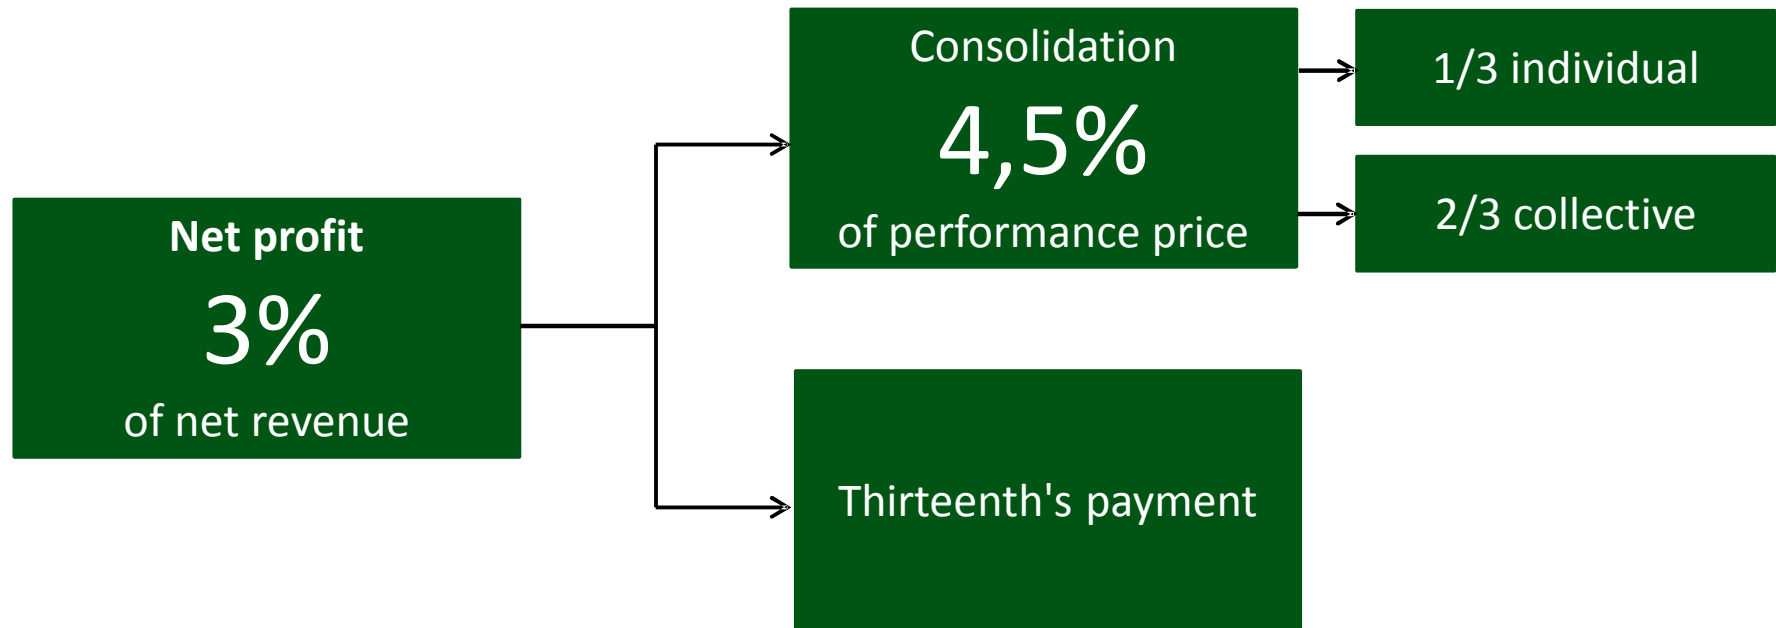 Net profit
3%
of net revenue
Consolidation
4,5%
of performance price
1/3 individual
2/3 collective
Thirteenth's payment